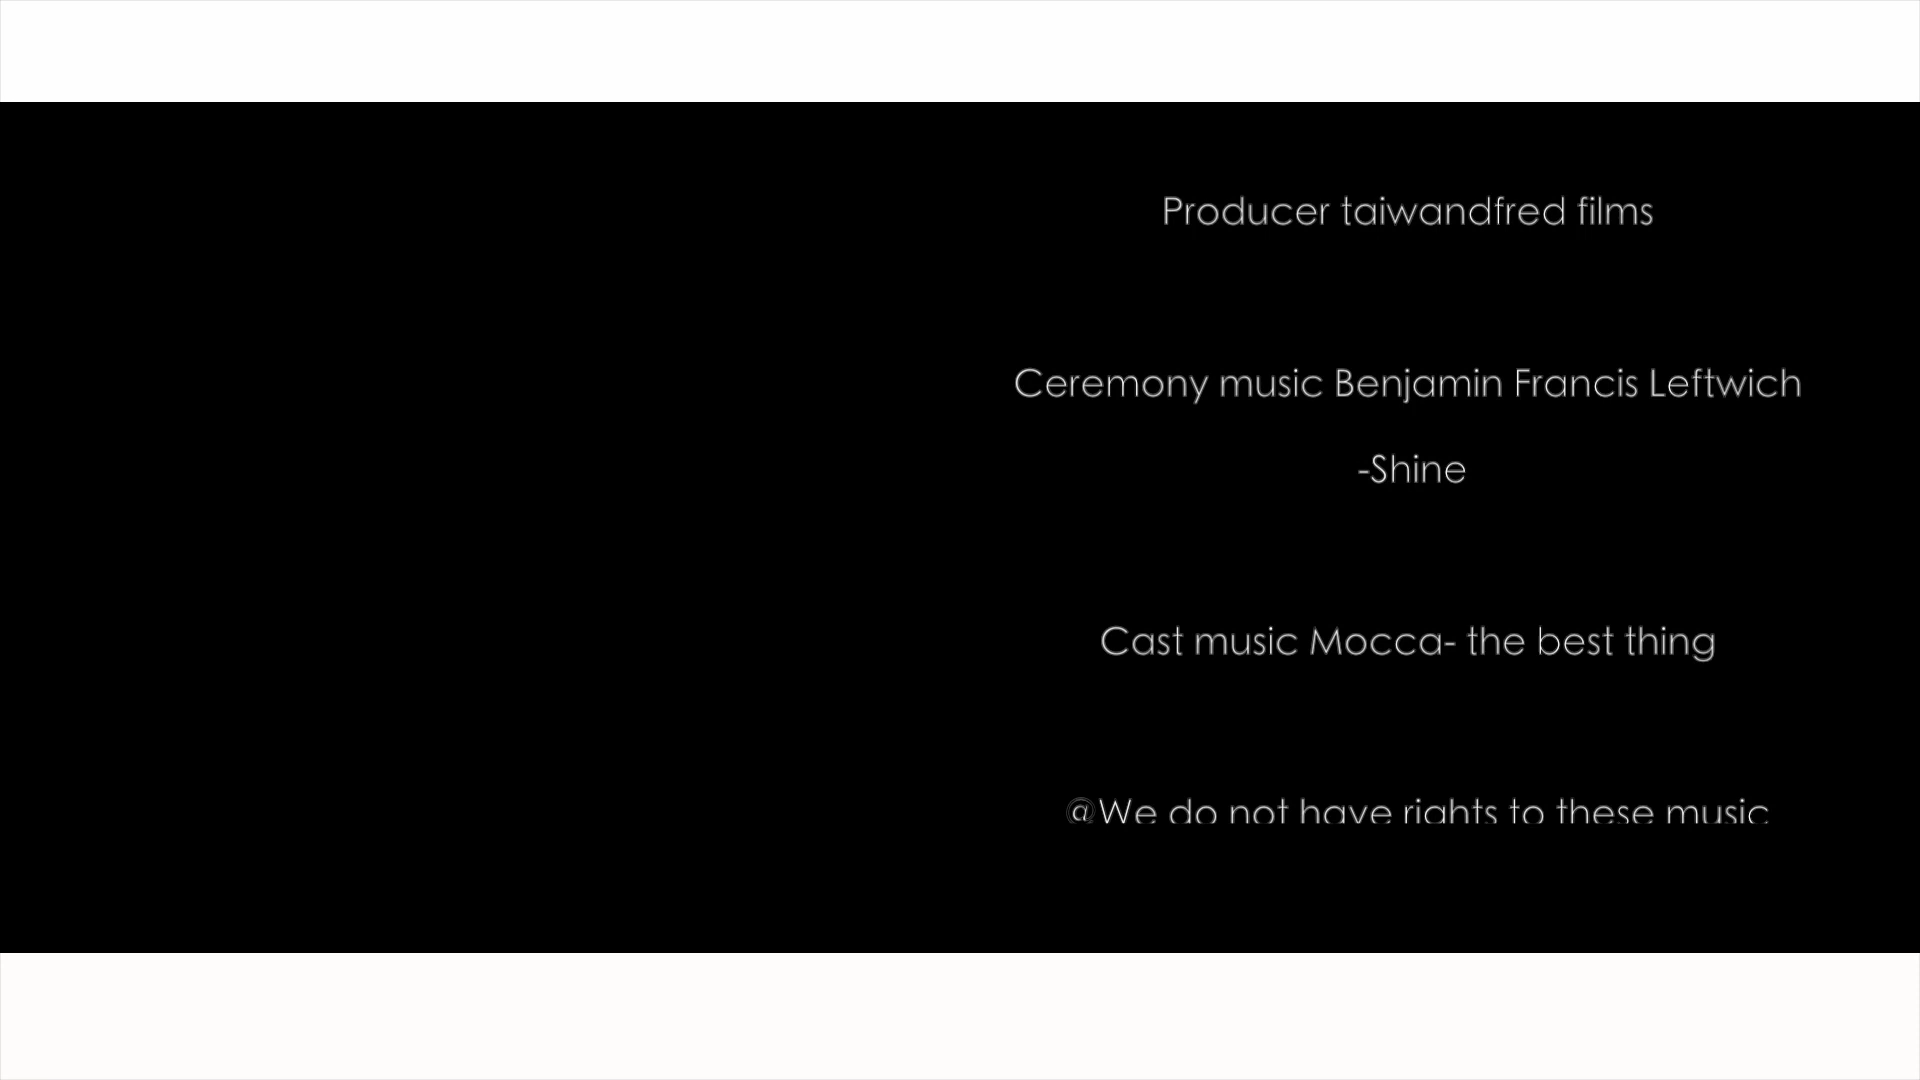 Producer taiwandfred films
Ceremony music Benjamin Francis Leftwich
-Shine
Cast music Mocca- the best thing
@We do not have rights to these music